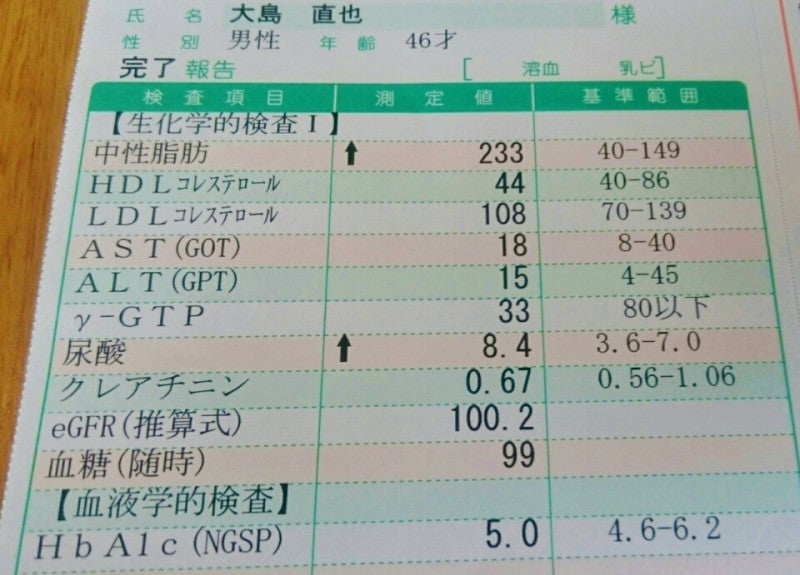 氏 名 大島 直也 様
性 別 男性 年 齢 46才
完了 報告 [ 溶血 乳ビ]
検査項目 測定値 基準範囲
【生化学的検査Ⅰ】
中性脂肪 ↑ 233 40-149
HDLコレステロール 44 40-86
LDLコレステロール 108 70-139
AST(GOT) 18 8-40
ALT(GPT) 15 4-45
γ-GTP 33 80以下
尿酸 ↑ 8.4 3.6-7.0
クレアチニン 0.67 0.56-1.06
eGFR(推算式) 100.2
血糖(随時) 99
【血液学的検査】
HbA1c(NGSP) 5.0 4.6-6.2